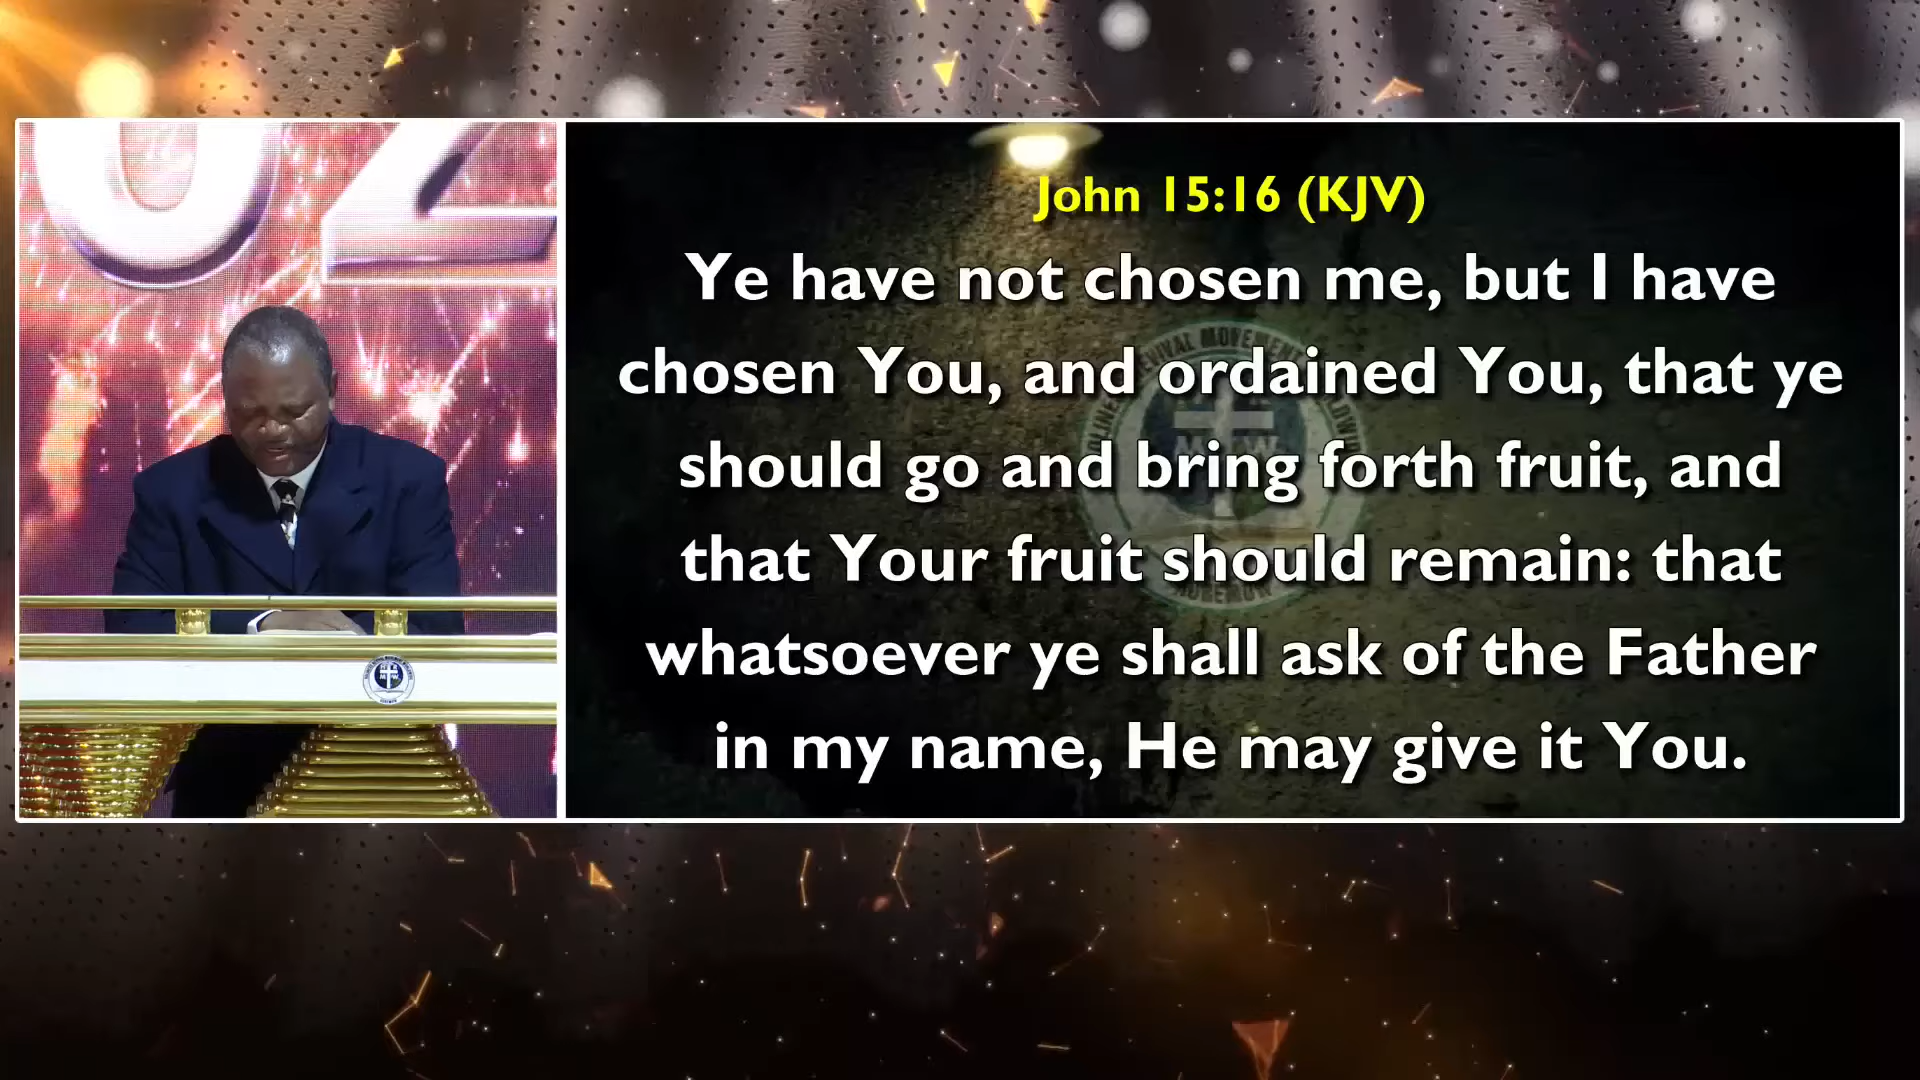 John 15:16 (KJV)
Ye have not chosen me, but I have
chosen You, and ordained You, that ye
should go and bring forth fruit, and
that Your fruit should remain: that
whatsoever ye shall ask of the Father
in my name, He may give it You.